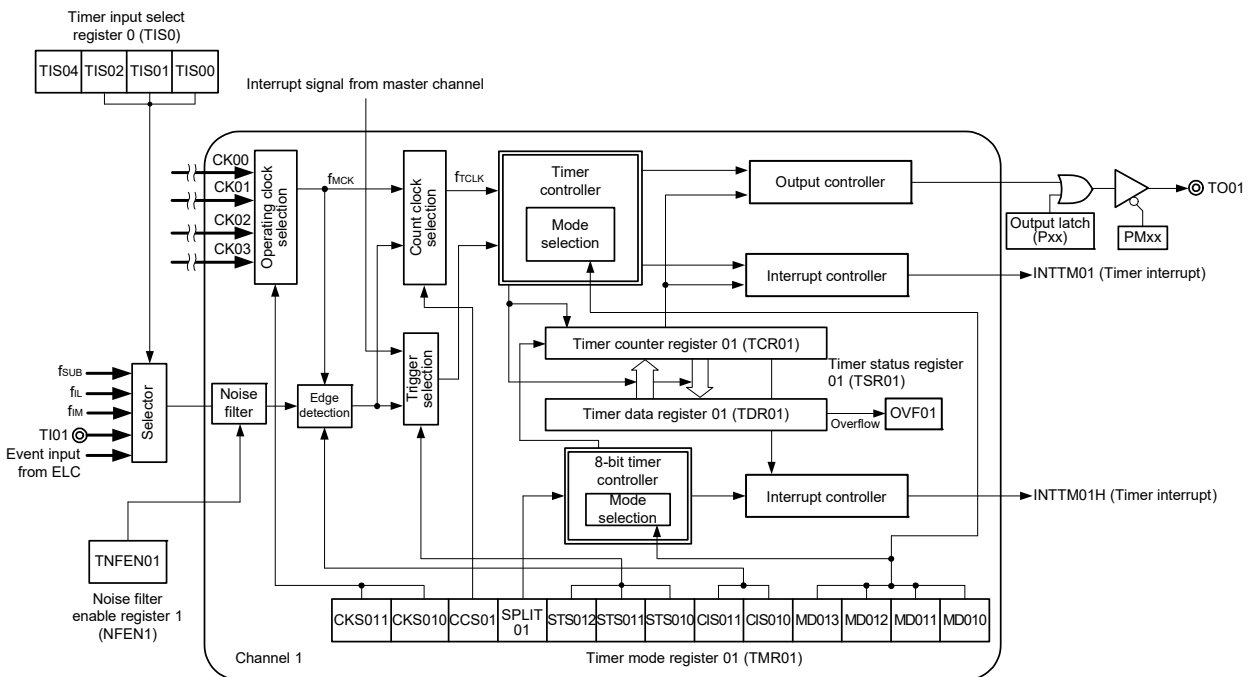 Timer input select
register 0 (TIS0)
TIS04 TIS02 TIS01 TIS00
Interrupt signal from master channel
CK00
CK01
CK02
CK03
Operating clock
selection
fMCK
Count clock
selection
fTCLK
Timer
controller
Mode
selection
Output controller
Output latch
(Pxx)
PMxx
TO01
Interrupt controller
INTTM01 (Timer interrupt)
Timer counter register 01 (TCR01)
Timer status register
01 (TSR01)
Timer data register 01 (TDR01)
Overflow
OVF01
fSUB
fIL
fIM
TI01
Event input
from ELC
Selector
Noise
filter
Edge
detection
Trigger
selection
8-bit timer
controller
Mode
selection
Interrupt controller
INTTM01H (Timer interrupt)
TNFEN01
Noise filter
enable register 1
(NFEN1)
CKS011 CKS010 CCS01 SPLIT
01 STS012 STS011 STS010 CIS011 CIS010 MD013 MD012 MD011 MD010
Channel 1
Timer mode register 01 (TMR01)